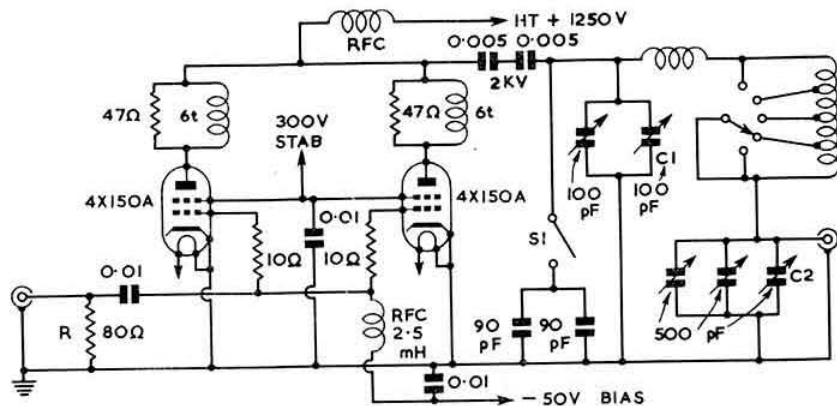 HT + 1250V
RFC
0·005 0·005
2KV
47Ω
6t
47Ω
6t
300V
STAB
4X150A
4X150A
0·01
10Ω
10Ω
0·01
RFC
2·5
mH
R
80Ω
0·01
-50V BIAS
S1
90
pF
90
pF
100
pF
100
pF
C1
C2
500
pF